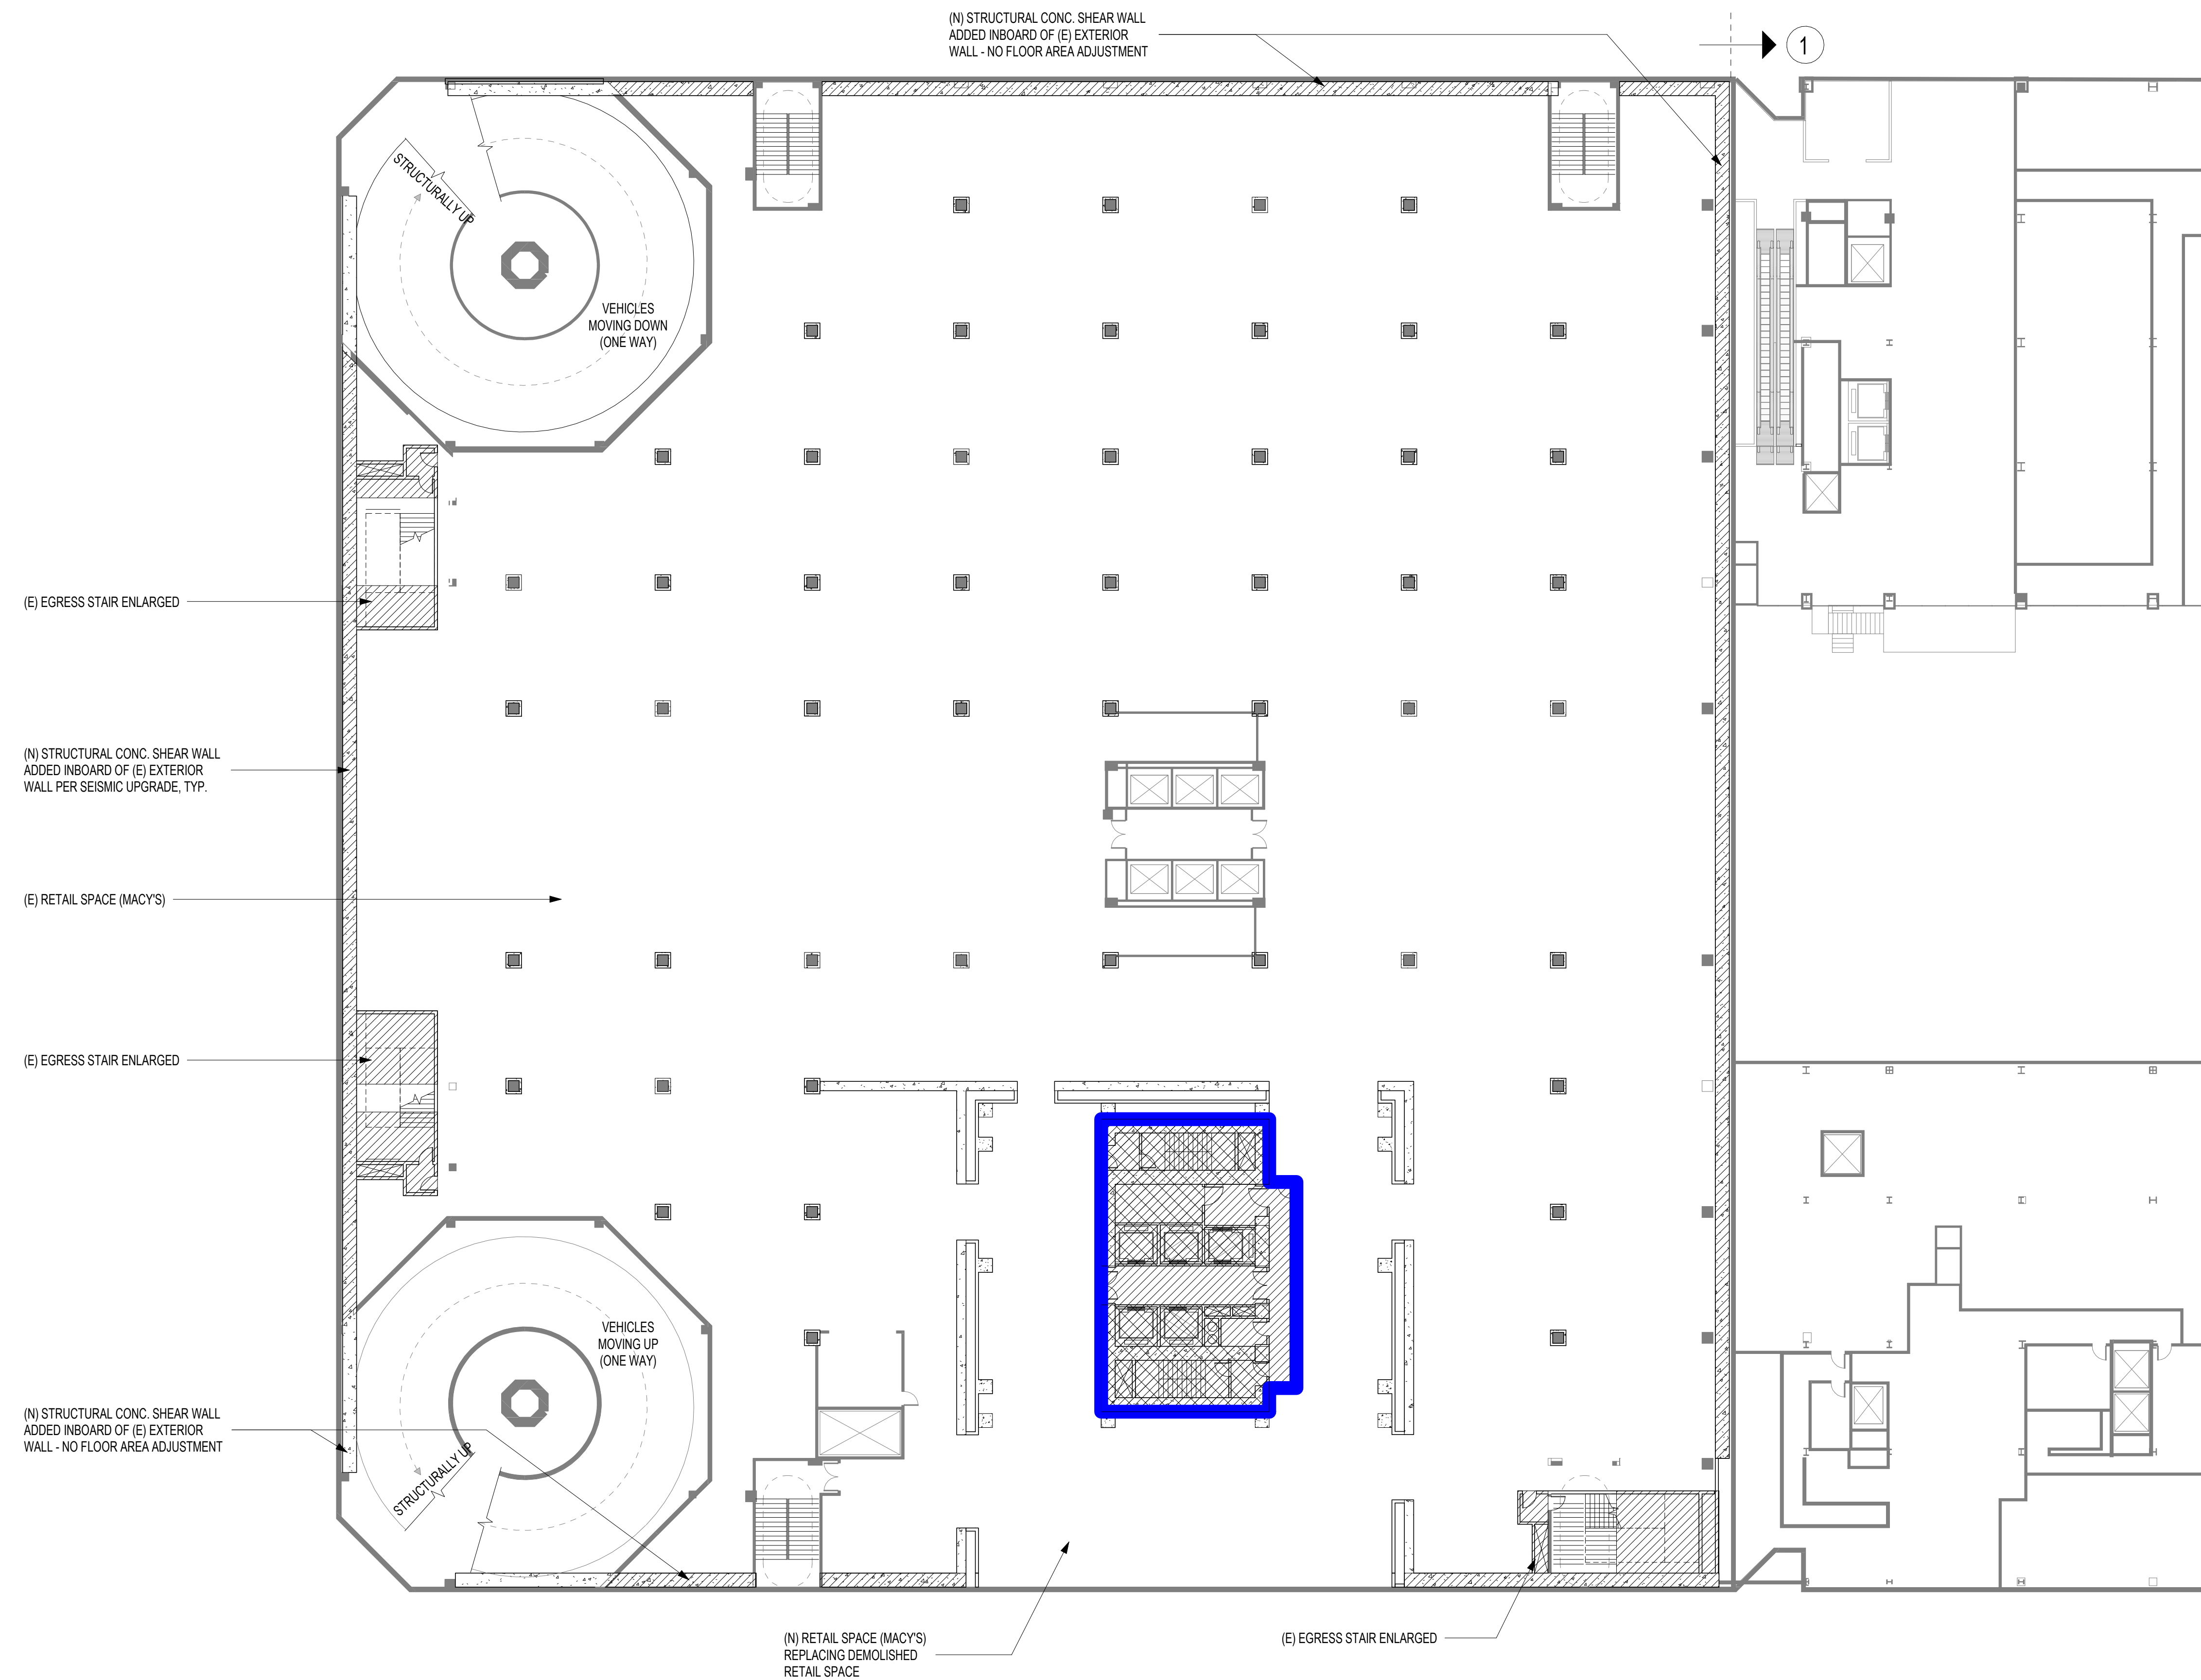 (N) STRUCTURAL CONC. SHEAR WALL
ADDED INBOARD OF (E) EXTERIOR
WALL - NO FLOOR AREA ADJUSTMENT
1
STRUCTURALLY UP
VEHICLES
MOVING DOWN
(ONE WAY)
(E) EGRESS STAIR ENLARGED
(N) STRUCTURAL CONC. SHEAR WALL
ADDED INBOARD OF (E) EXTERIOR
WALL PER SEISMIC UPGRADE, TYP.
(E) RETAIL SPACE (MACY'S)
(E) EGRESS STAIR ENLARGED
VEHICLES
MOVING UP
(ONE WAY)
(N) STRUCTURAL CONC. SHEAR WALL
ADDED INBOARD OF (E) EXTERIOR
WALL - NO FLOOR AREA ADJUSTMENT
STRUCTURALLY UP
(N) RETAIL SPACE (MACY'S)
REPLACING DEMOLISHED
RETAIL SPACE
(E) EGRESS STAIR ENLARGED